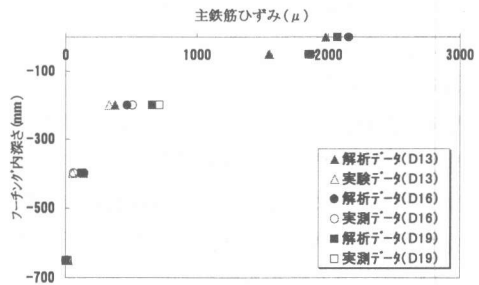 主鉄筋ひずみ(μ)
0 1000 2000 3000
-100
-300
-500
-700
フーチング内深さ(mm)
▲解析データ(D13)
△実験データ(D13)
●解析データ(D16)
○実測データ(D16)
■解析データ(D19)
□実測データ(D19)